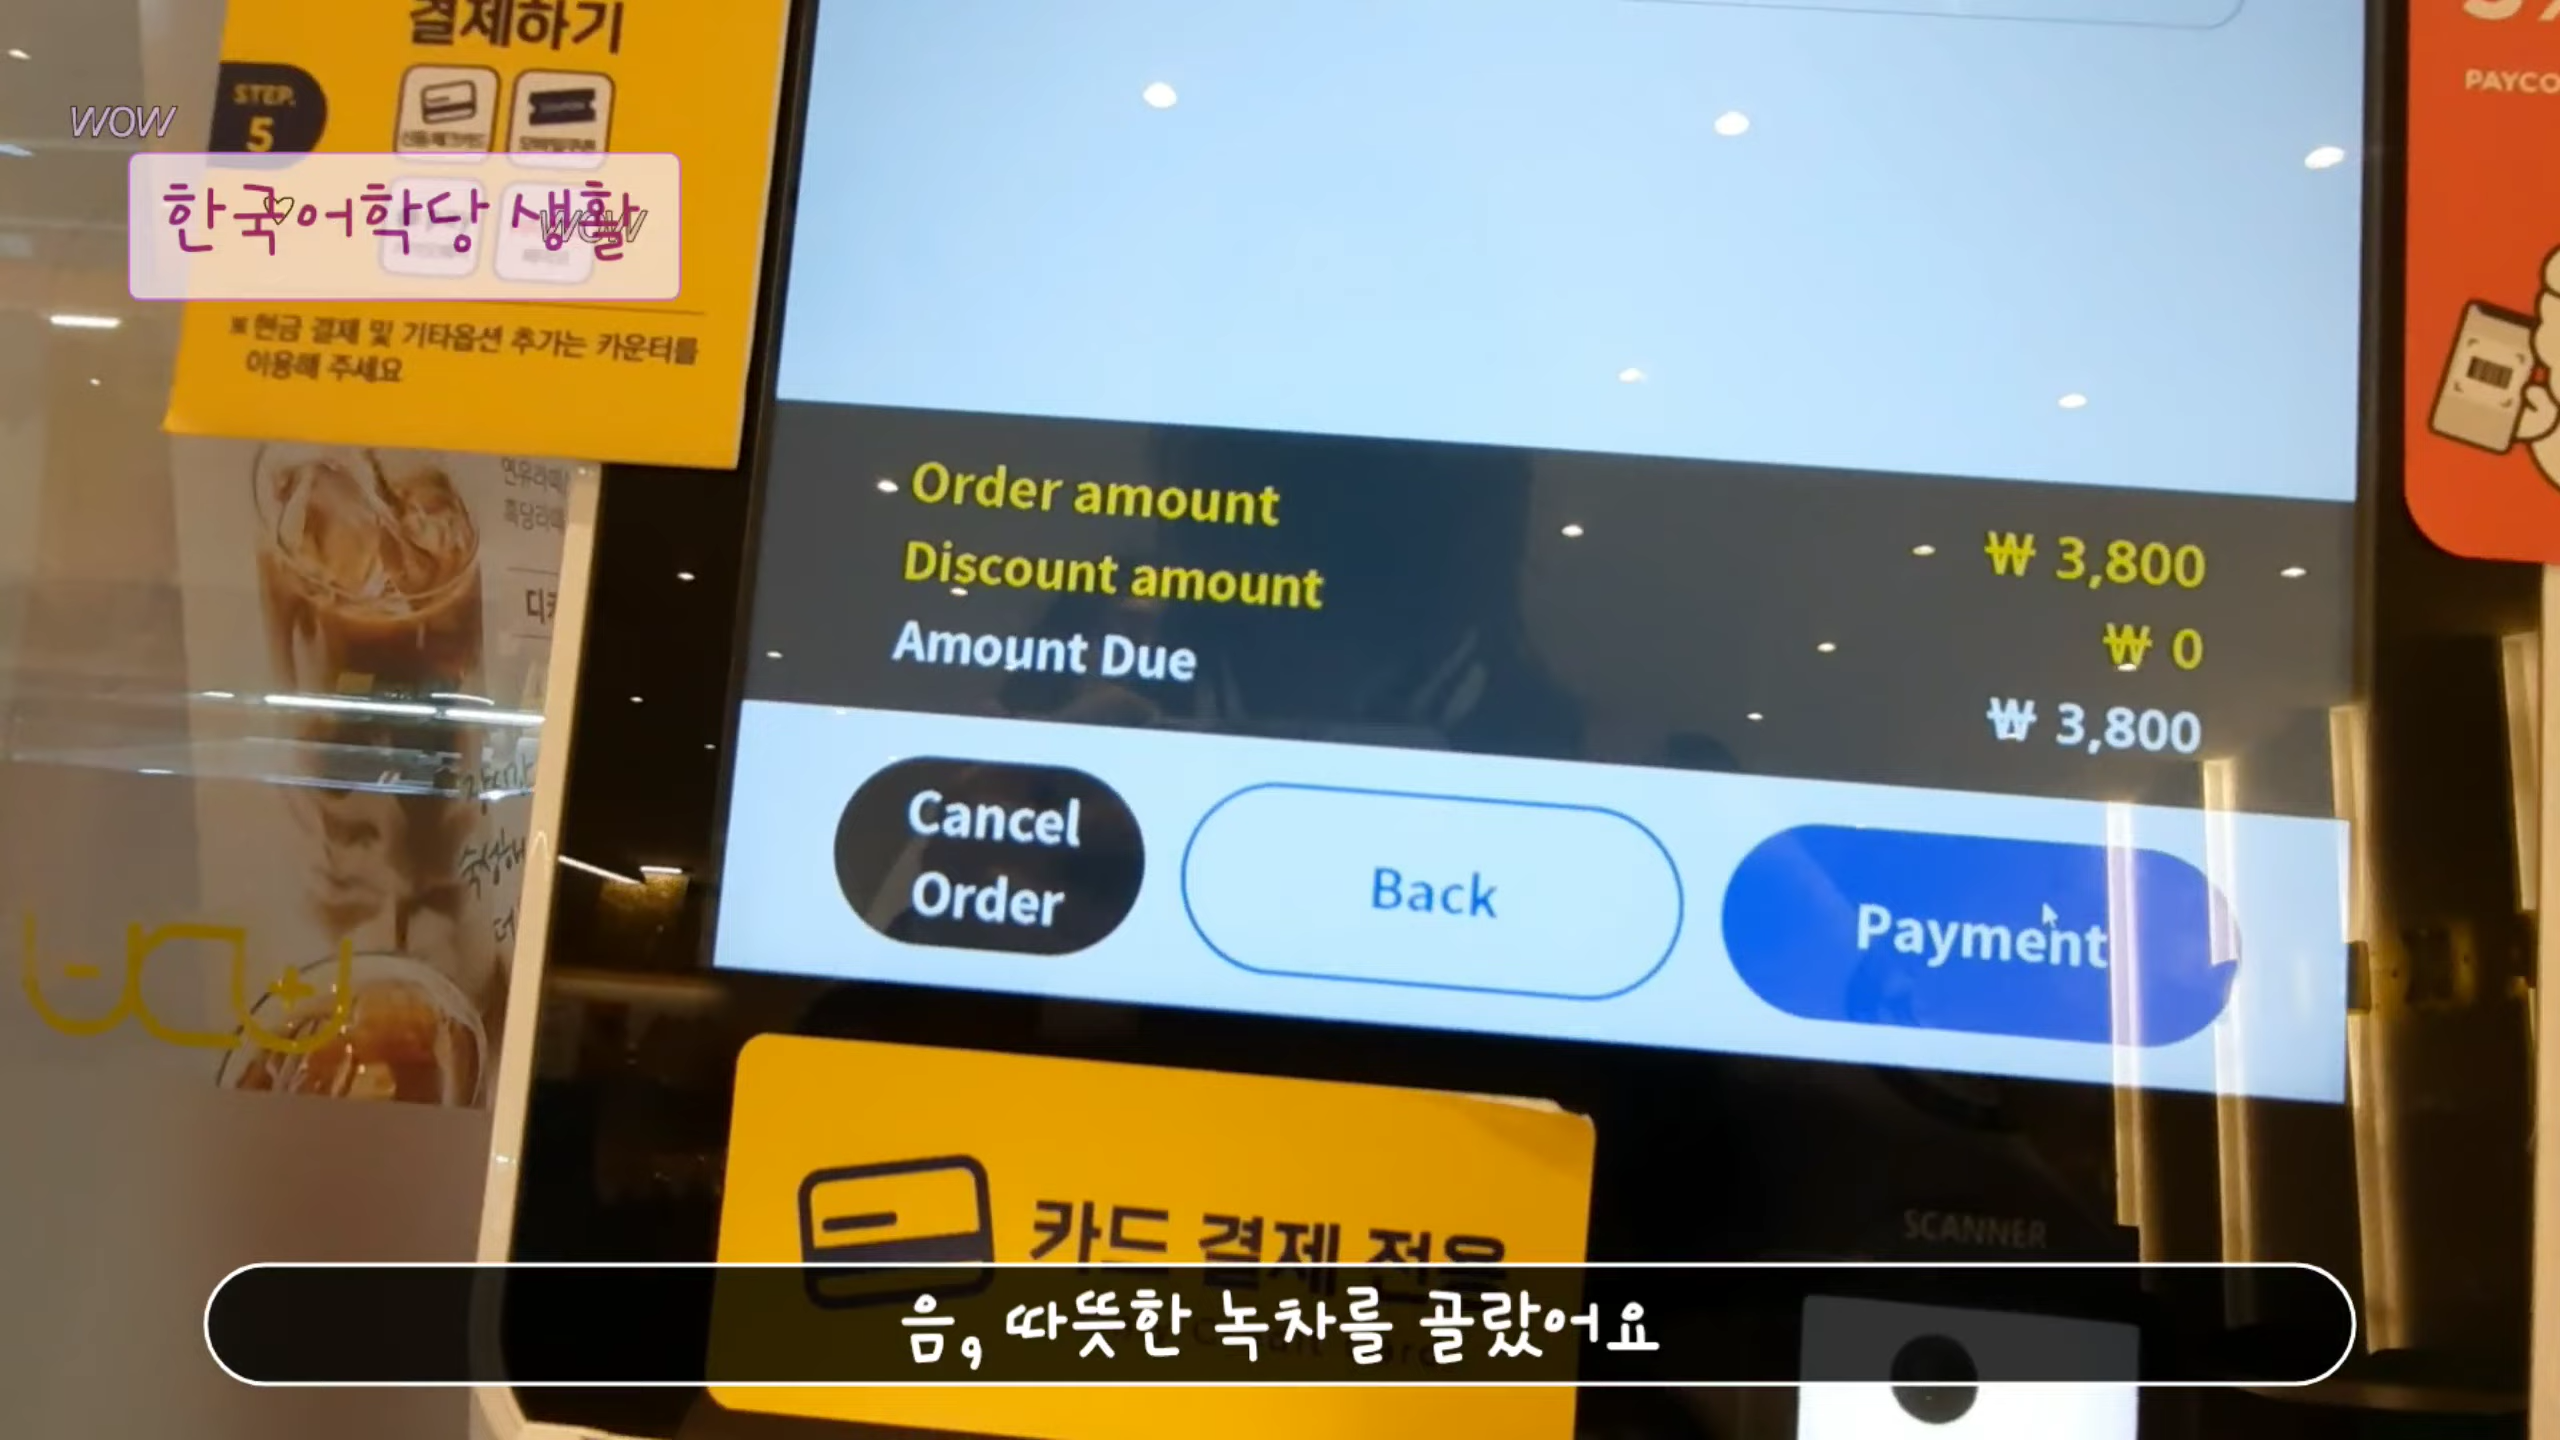 결제하기
STEP.
5
wow
한국어학당 생활
wow
※ 현금 결제 및 기타옵션 추가는 카운터를
이용해 주세요
PAYCO
Order amount
₩ 3,800
Discount amount
₩ 0
Amount Due
₩ 3,800
Cancel
Order
Back
Payment
카드 결제 전용
SCANNER
음, 따뜻한 녹차를 골랐어요